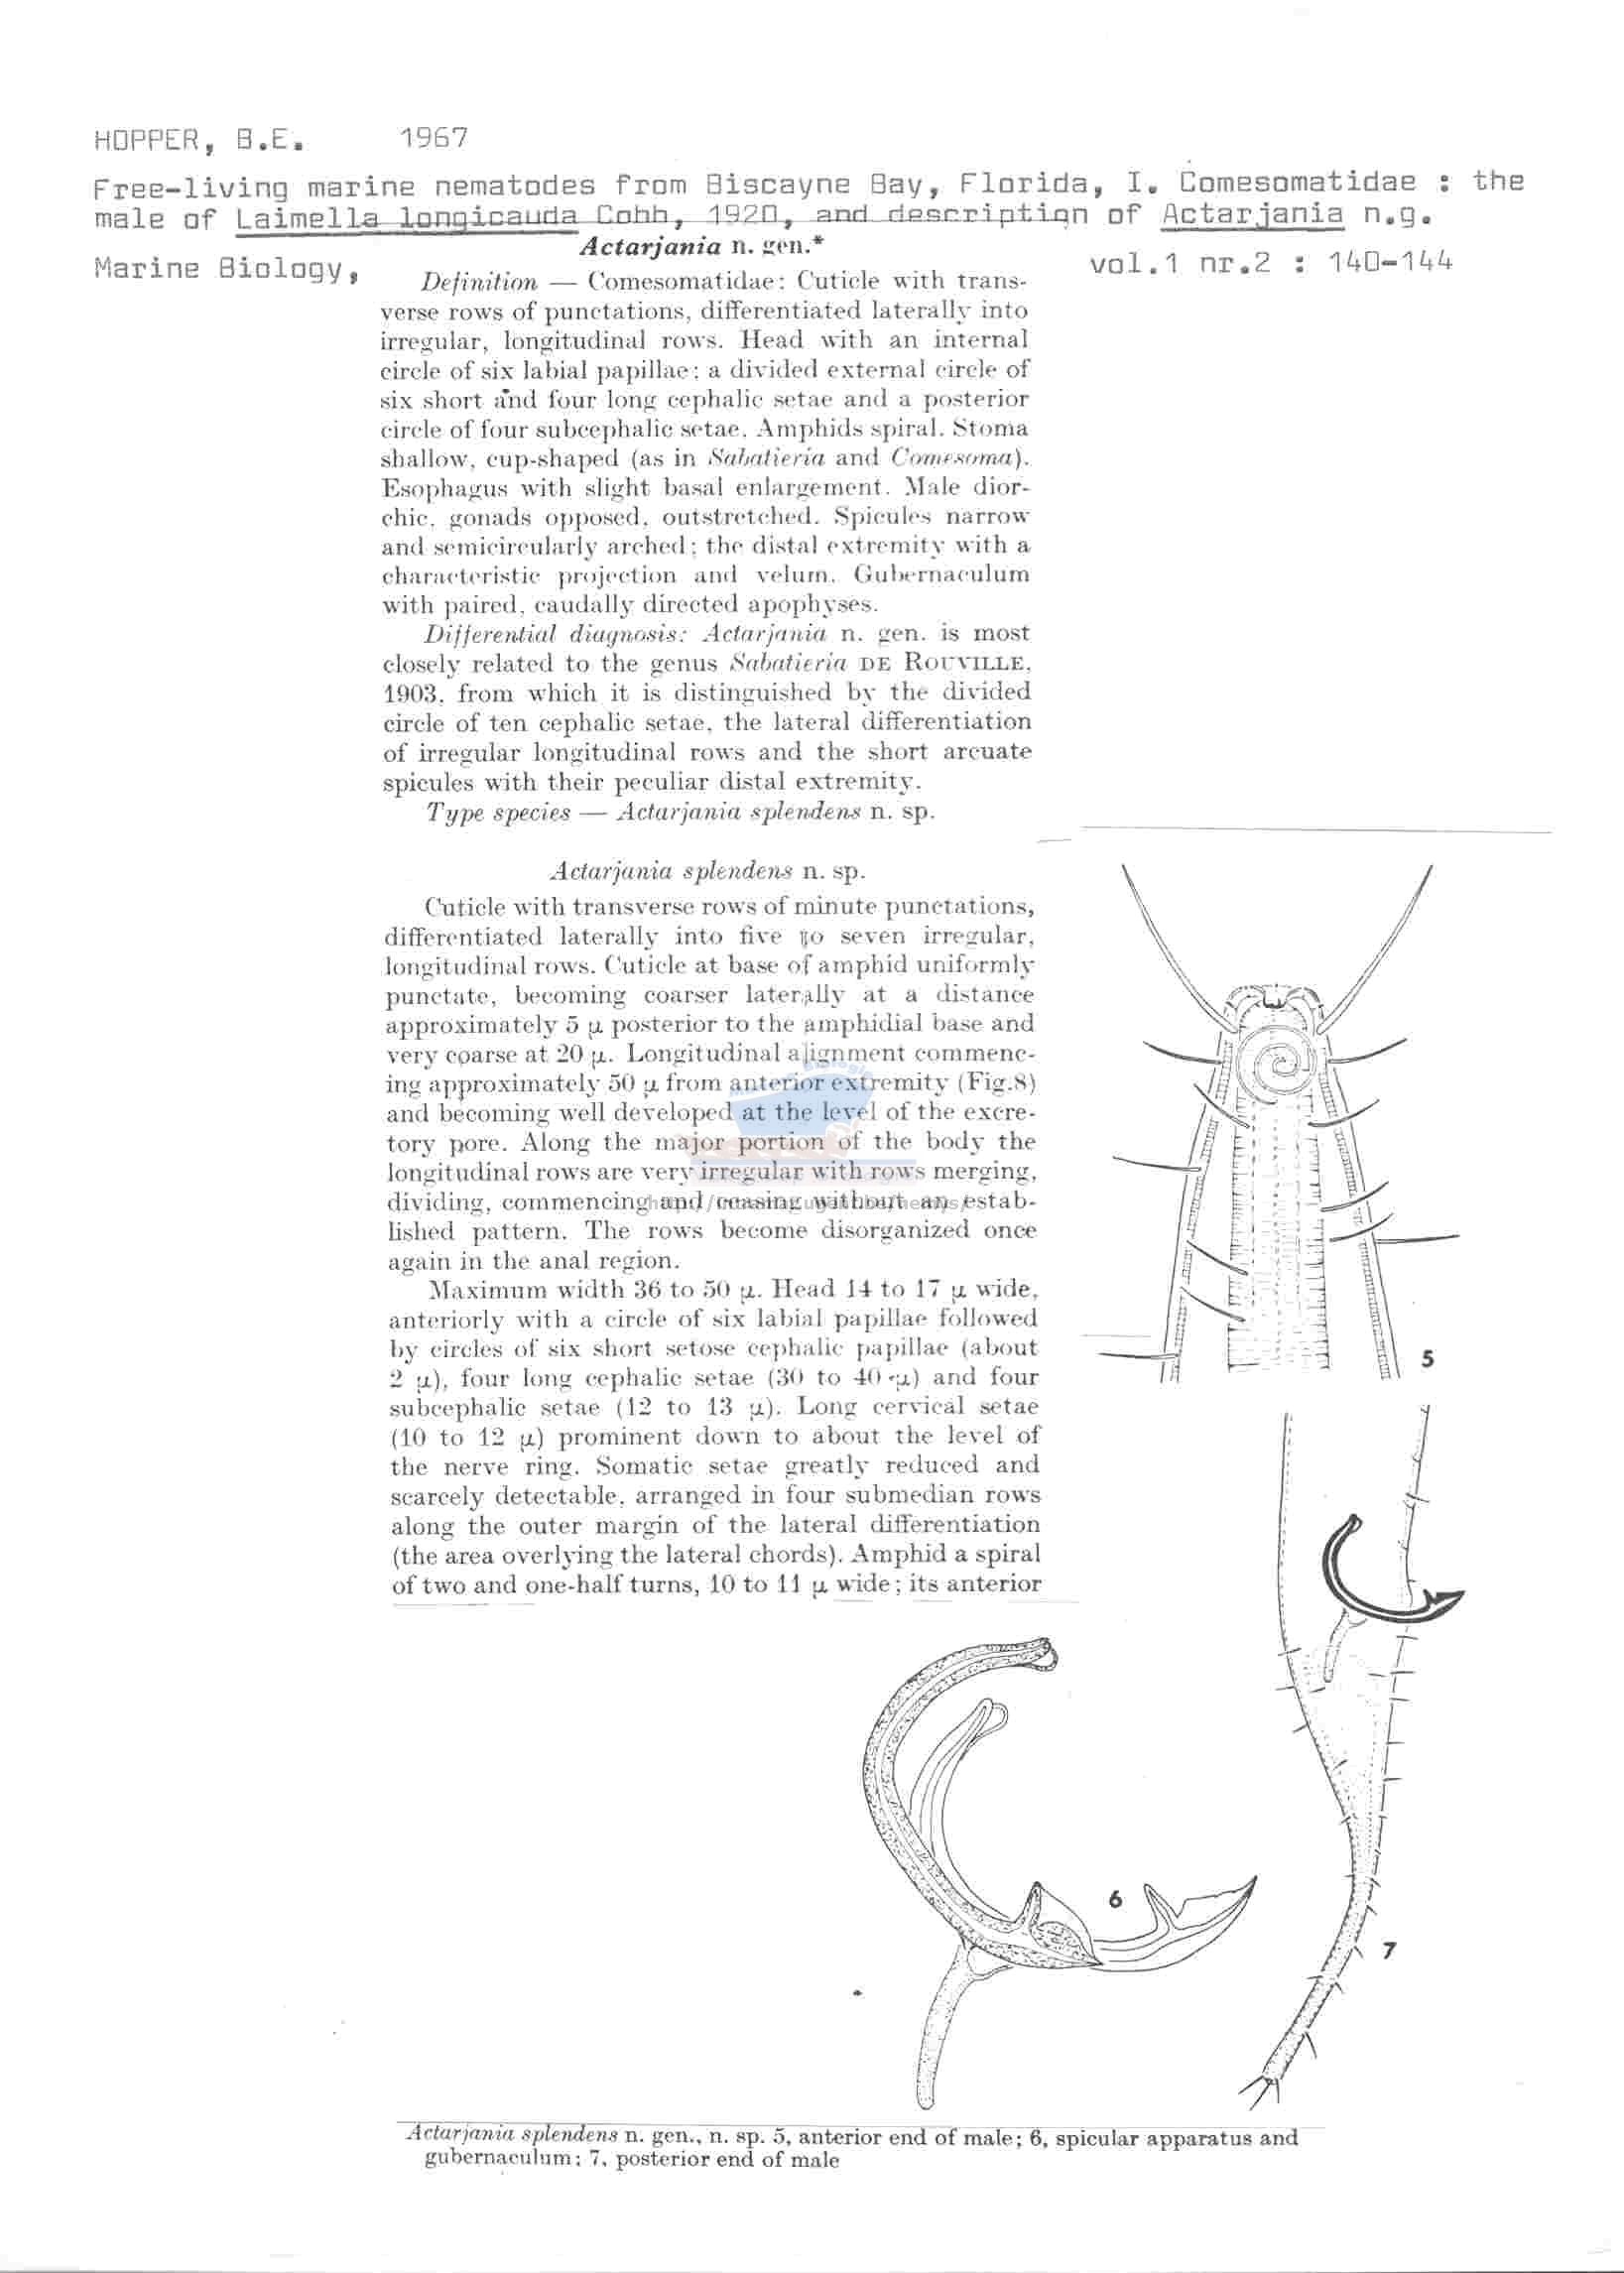 HOPPER, B.E. 1967
Free-living marine nematodes from Biscayne Bay, Florida, I. Comesomatidae : the
male of Laimella longicauda Cobb, 1920, and description of Actarjania n.g.
Marine Biology, vol.1 nr.2 : 140-144
Actarjania n. gen.*
Definition — Comesomatidae: Cuticle with trans-
verse rows of punctations, differentiated laterally into
irregular, longitudinal rows. Head with an internal
circle of six labial papillae; a divided external circle of
six short and four long cephalic setae and a posterior
circle of four subcephalic setae. Amphids spiral. Stoma
shallow, cup-shaped (as in Sabatieria and Comesoma).
Esophagus with slight basal enlargement. Male dior-
chic, gonads opposed, outstretched. Spicules narrow
and semicircularly arched; the distal extremity with a
characteristic projection and velum. Gubernaculum
with paired, caudally directed apophyses.
Differential diagnosis: Actarjania n. gen. is most
closely related to the genus Sabatieria DE ROUVILLE,
1903, from which it is distinguished by the divided
circle of ten cephalic setae, the lateral differentiation
of irregular longitudinal rows and the short arcuate
spicules with their peculiar distal extremity.
Type species — Actarjania splendens n. sp.
Actarjania splendens n. sp.
Cuticle with transverse rows of minute punctations,
differentiated laterally into five to seven irregular,
longitudinal rows. Cuticle at base of amphid uniformly
punctate, becoming coarser laterally at a distance
approximately 5 µ posterior to the amphidial base and
very coarse at 20 µ. Longitudinal alignment commenc-
ing approximately 50 µ from anterior extremity (Fig.8)
and becoming well developed at the level of the excre-
tory pore. Along the major portion of the body the
longitudinal rows are very irregular with rows merging,
dividing, commencing and ceasing without an estab-
lished pattern. The rows become disorganized once
again in the anal region.
Maximum width 36 to 50 µ. Head 14 to 17 µ wide,
anteriorly with a circle of six labial papillae followed
by circles of six short setose cephalic papillae (about
2 µ), four long cephalic setae (30 to 40 µ) and four
subcephalic setae (12 to 13 µ). Long cervical setae
(10 to 12 µ) prominent down to about the level of
the nerve ring. Somatic setae greatly reduced and
scarcely detectable, arranged in four submedian rows
along the outer margin of the lateral differentiation
(the area overlying the lateral chords). Amphid a spiral
of two and one-half turns, 10 to 11 µ wide; its anterior
5
6
7
Actarjania splendens n. gen., n. sp. 5, anterior end of male; 6, spicular apparatus and
gubernaculum; 7, posterior end of male